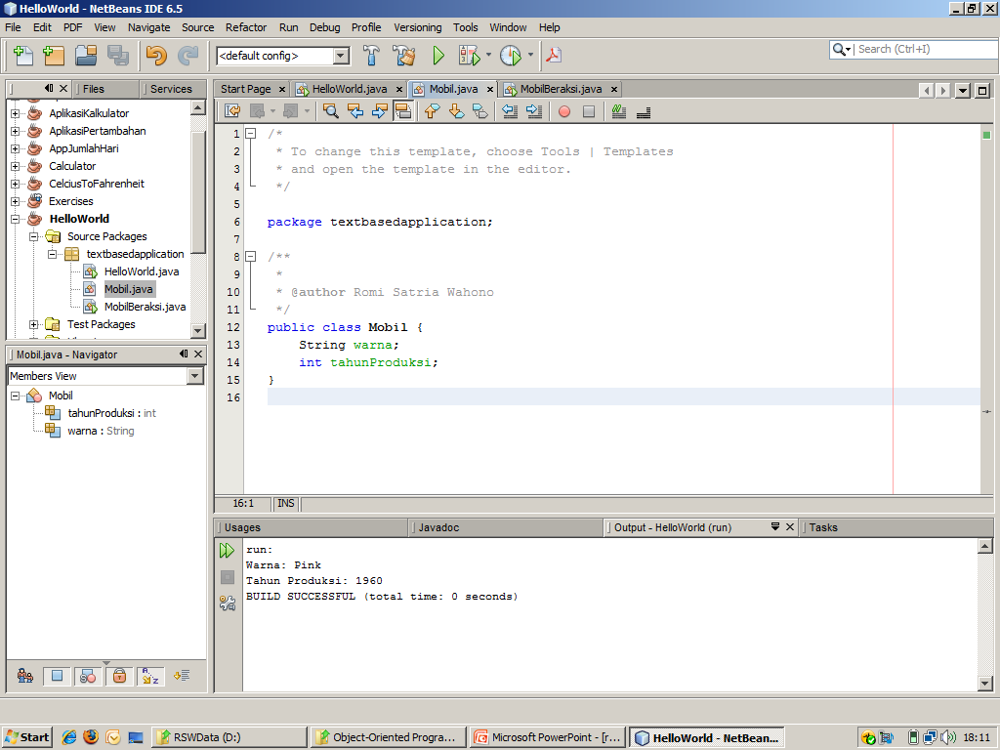 HelloWorld - NetBeans IDE 6.5
File Edit PDF View Navigate Source Refactor Run Debug Profile Versioning Tools Window Help
<default config>
Search (Ctrl+I)
Files Services
Start Page HelloWorld.java Mobil.java MobilBeraksi.java
AplikasiKalkulator
AplikasiPertambahan
AppJumlahHari
Calculator
CelciusToFahrenheit
Exercises
HelloWorld
Source Packages
textbasedapplication
HelloWorld.java
Mobil.java
MobilBeraksi.java
Test Packages
Mobil.java - Navigator
Members View
Mobil
tahunProduksi : int
warna : String
1 /*
2 * To change this template, choose Tools | Templates
3 * and open the template in the editor.
4 */
5
6 package textbasedapplication;
7
8 /**
9 *
10 * @author Romi Satria Wahono
11 */
12 public class Mobil {
13 String warna;
14 int tahunProduksi;
15 }
16
16:1 INS
Usages Javadoc Output - HelloWorld (run) Tasks
run:
Warna: Pink
Tahun Produksi: 1960
BUILD SUCCESSFUL (total time: 0 seconds)
Start RSWData (D:) Object-Oriented Progra... Microsoft PowerPoint - [r... HelloWorld - NetBean... 18:11